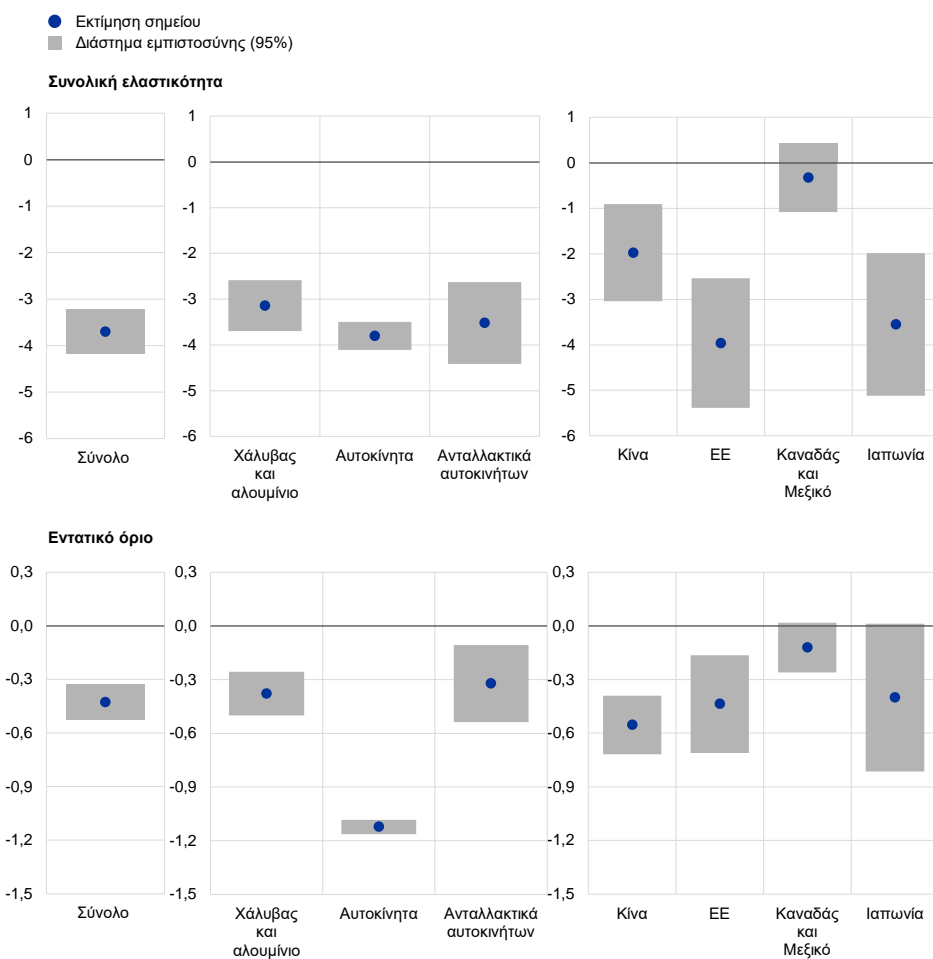 Εκτίμηση σημείου
Διάστημα εμπιστοσύνης (95%)
Συνολική ελαστικότητα
1
0
-1
-2
-3
-4
-5
-6
Σύνολο
1
0
-1
-2
-3
-4
-5
-6
Χάλυβας
και
αλουμίνιο
Αυτοκίνητα
Ανταλλακτικά
αυτοκινήτων
1
0
-1
-2
-3
-4
-5
-6
Κίνα
ΕΕ
Καναδάς
και
Μεξικό
Ιαπωνία
Εντατικό όριο
0,3
0,0
-0,3
-0,6
-0,9
-1,2
-1,5
Σύνολο
0,3
0,0
-0,3
-0,6
-0,9
-1,2
-1,5
Χάλυβας
και
αλουμίνιο
Αυτοκίνητα
Ανταλλακτικά
αυτοκινήτων
0,3
0,0
-0,3
-0,6
-0,9
-1,2
-1,5
Κίνα
ΕΕ
Καναδάς
και
Μεξικό
Ιαπωνία